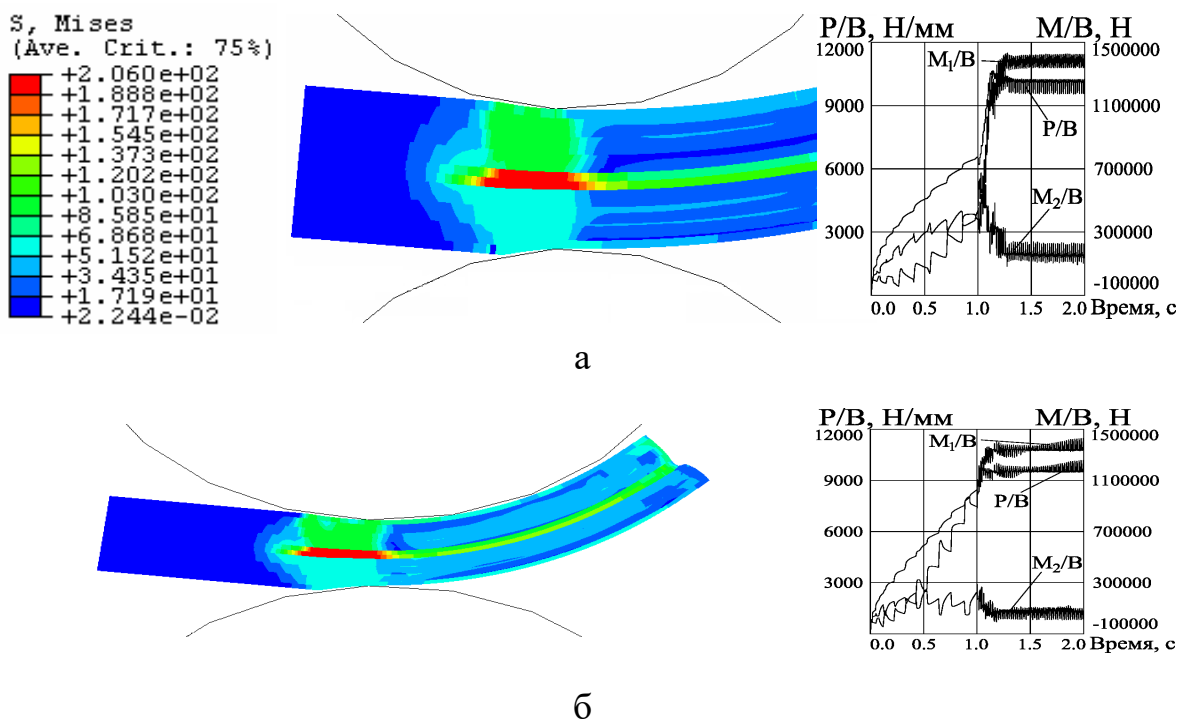 S, Mises
(Ave. Crit.: 75%)
+2.060e+02
+1.888e+02
+1.717e+02
+1.545e+02
+1.373e+02
+1.202e+02
+1.030e+02
+8.585e+01
+6.868e+01
+5.152e+01
+3.435e+01
+1.719e+01
+2.244e-02
P/B, Н/мм M/B, Н
12000 1500000
M₁/B
9000 1100000
P/B
6000 700000
M₂/B
3000 300000
-100000
0.0 0.5 1.0 1.5 2.0 Время, с
а
P/B, Н/мм M/B, Н
12000 1500000
M₁/B
9000 1100000
P/B
6000 700000
M₂/B
3000 300000
-100000
0.0 0.5 1.0 1.5 2.0 Время, с
б